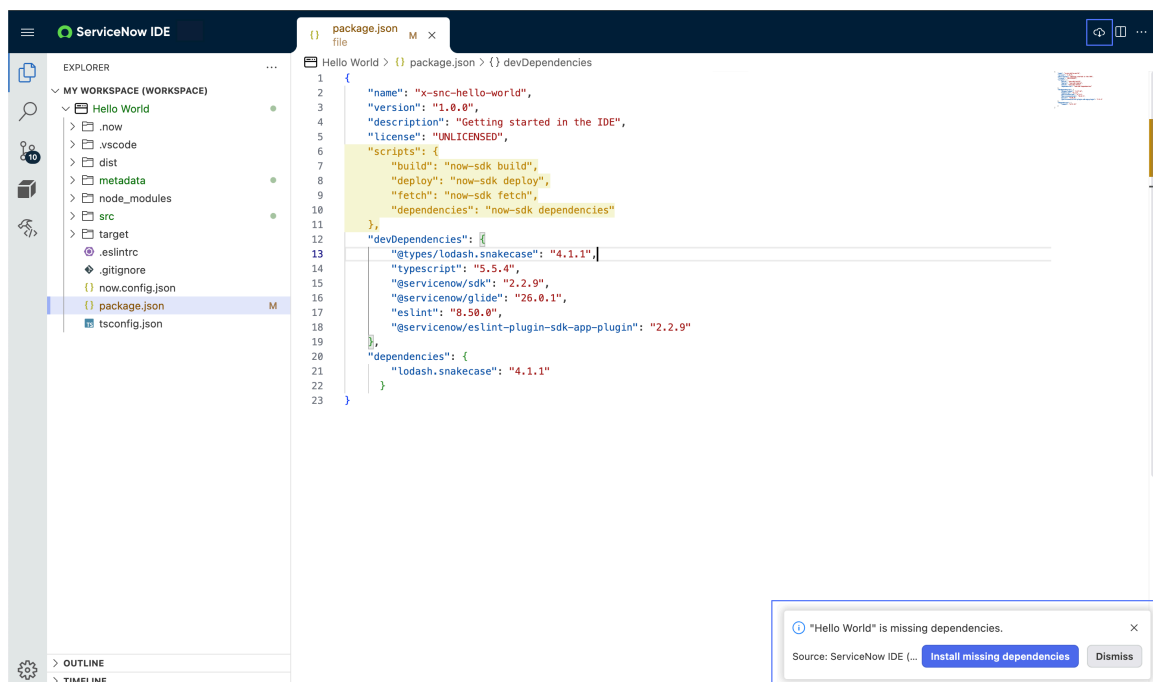 ServiceNow IDE
{} package.json M ×
file
EXPLORER ...
Hello World > {} package.json > {} devDependencies
MY WORKSPACE (WORKSPACE)
Hello World
.now
.vscode
dist
metadata
node_modules
src
target
.eslintrc
.gitignore
{} now.config.json
{} package.json M
TS tsconfig.json
10
1 {
2 "name": "x-snc-hello-world",
3 "version": "1.0.0",
4 "description": "Getting started in the IDE",
5 "license": "UNLICENSED",
6 "scripts": {
7 "build": "now-sdk build",
8 "deploy": "now-sdk deploy",
9 "fetch": "now-sdk fetch",
10 "dependencies": "now-sdk dependencies"
11 },
12 "devDependencies": {
13 "@types/lodash.snakecase": "4.1.1",
14 "typescript": "5.5.4",
15 "@servicenow/sdk": "2.2.9",
16 "@servicenow/glide": "26.0.1",
17 "eslint": "8.50.0",
18 "@servicenow/eslint-plugin-sdk-app-plugin": "2.2.9"
19 },
20 "dependencies": {
21 "lodash.snakecase": "4.1.1"
22 }
23 }
"Hello World" is missing dependencies.
Source: ServiceNow IDE (... Install missing dependencies Dismiss
OUTLINE
TIMELINE